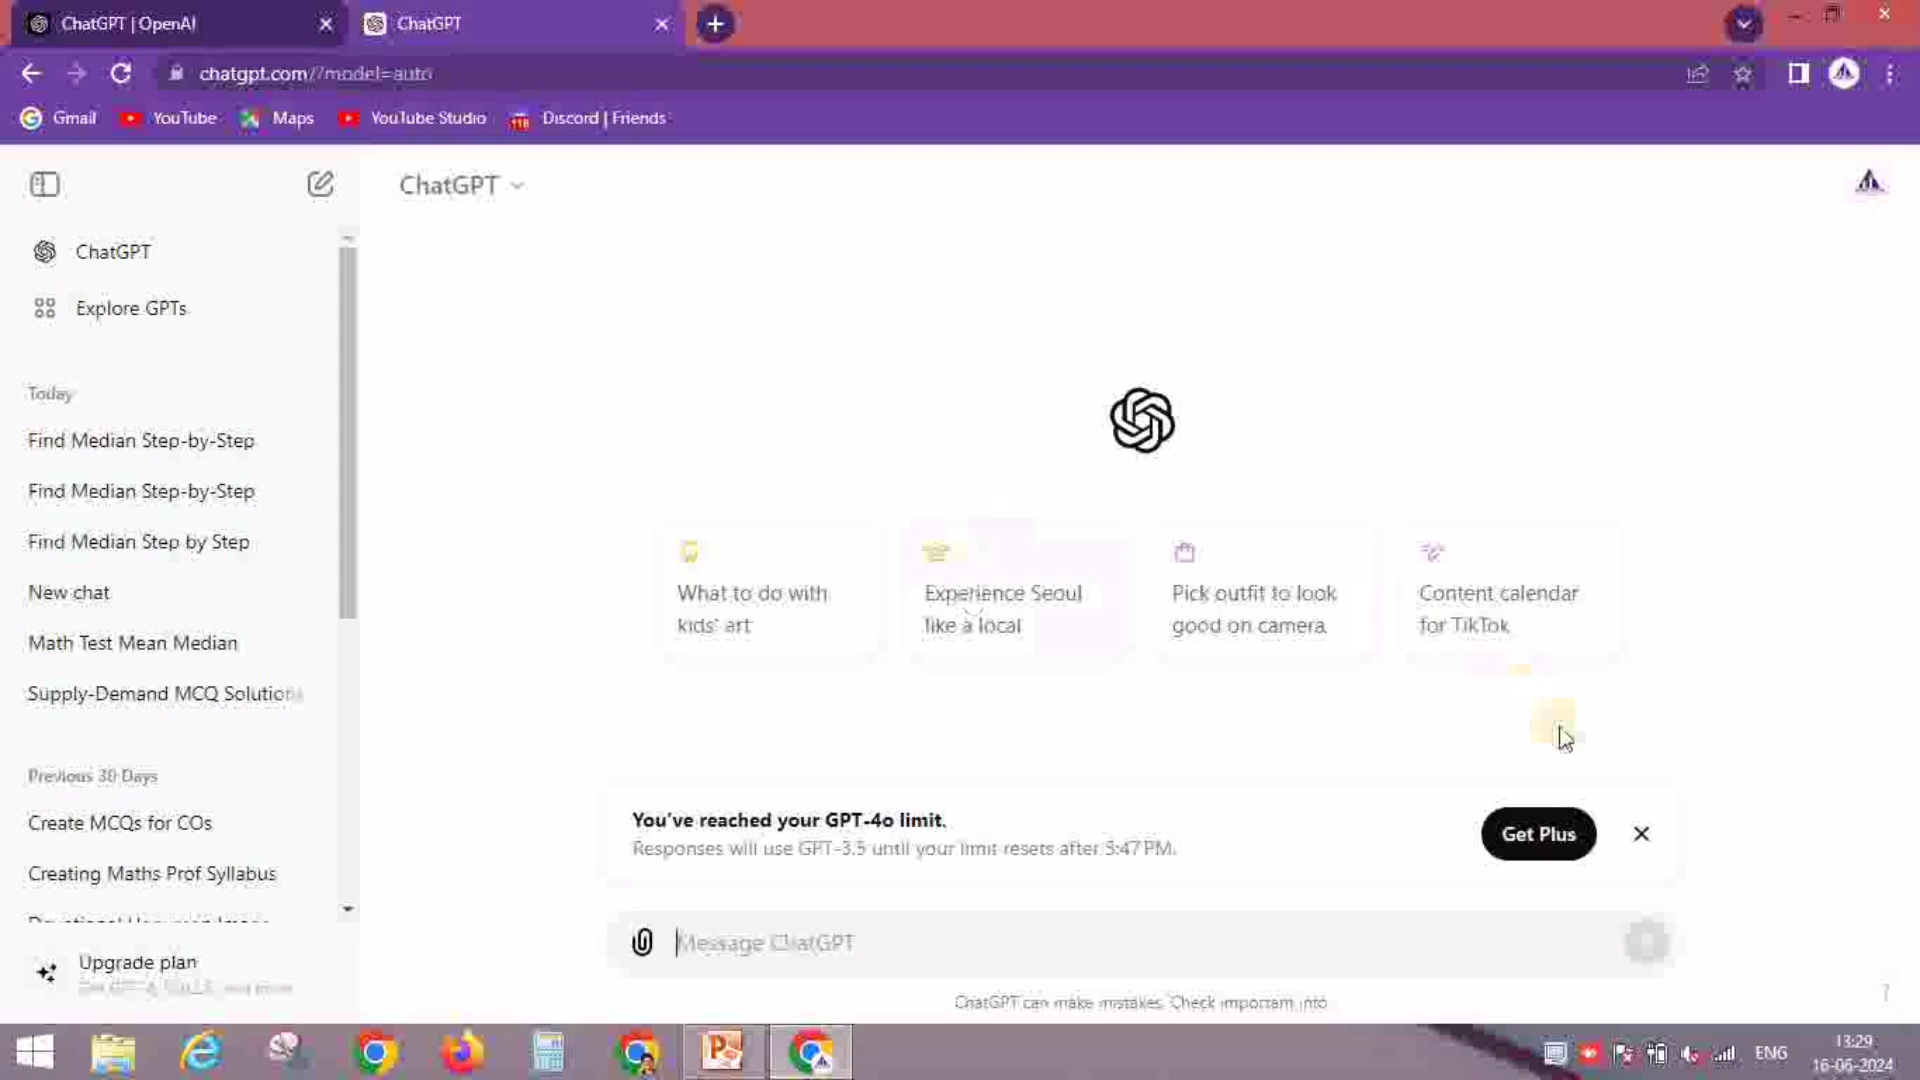 ChatGPT | OpenAI
ChatGPT
chatgpt.com/?model=auto
Gmail
YouTube
Maps
YouTube Studio
Discord | Friends
ChatGPT
ChatGPT
Explore GPTs
Today
Find Median Step-by-Step
Find Median Step-by-Step
Find Median Step by Step
New chat
Math Test Mean Median
Supply-Demand MCQ Solutions
Previous 30 Days
Create MCQs for COs
Creating Maths Prof Syllabus
Upgrade plan
What to do with
kids' art
Experience Seoul
like a local
Pick outfit to look
good on camera
Content calendar
for TikTok
You've reached your GPT-4o limit.
Responses will use GPT-3.5 until your limit resets after 5:47 PM.
Get Plus
Message ChatGPT
ChatGPT can make mistakes. Check important info.
?
ENG
13:29
16-06-2024